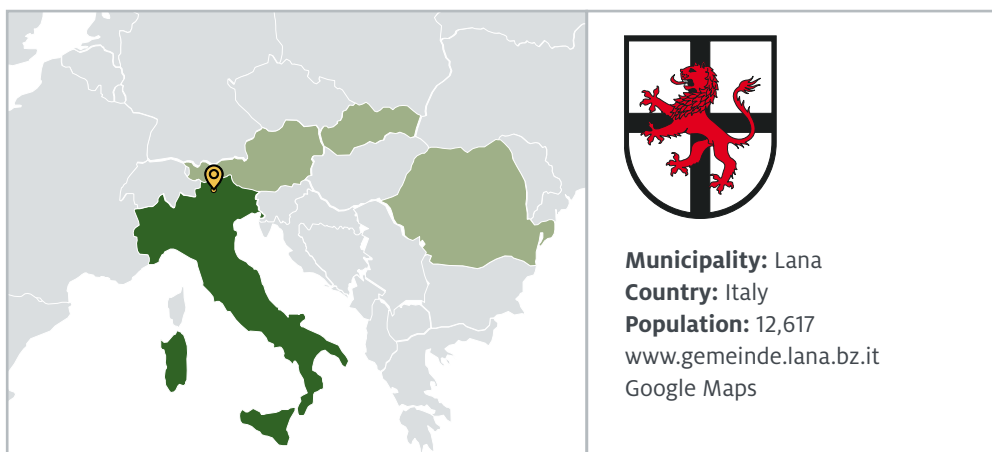 Municipality: Lana
Country: Italy
Population: 12,617
www.gemeinde.lana.bz.it
Google Maps